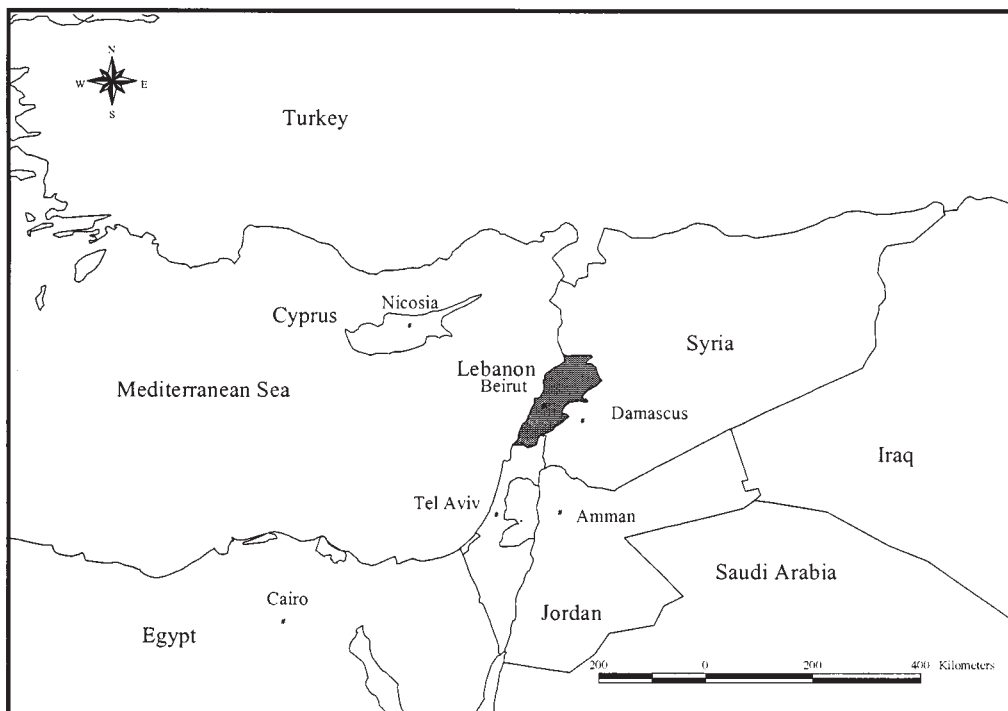 N
W E
S
Turkey
Nicosia
Cyprus
Syria
Lebanon
Beirut
Mediterranean Sea
Damascus
Iraq
Tel Aviv
Amman
Saudi Arabia
Cairo
Jordan
Egypt
200 0 200 400 Kilometers